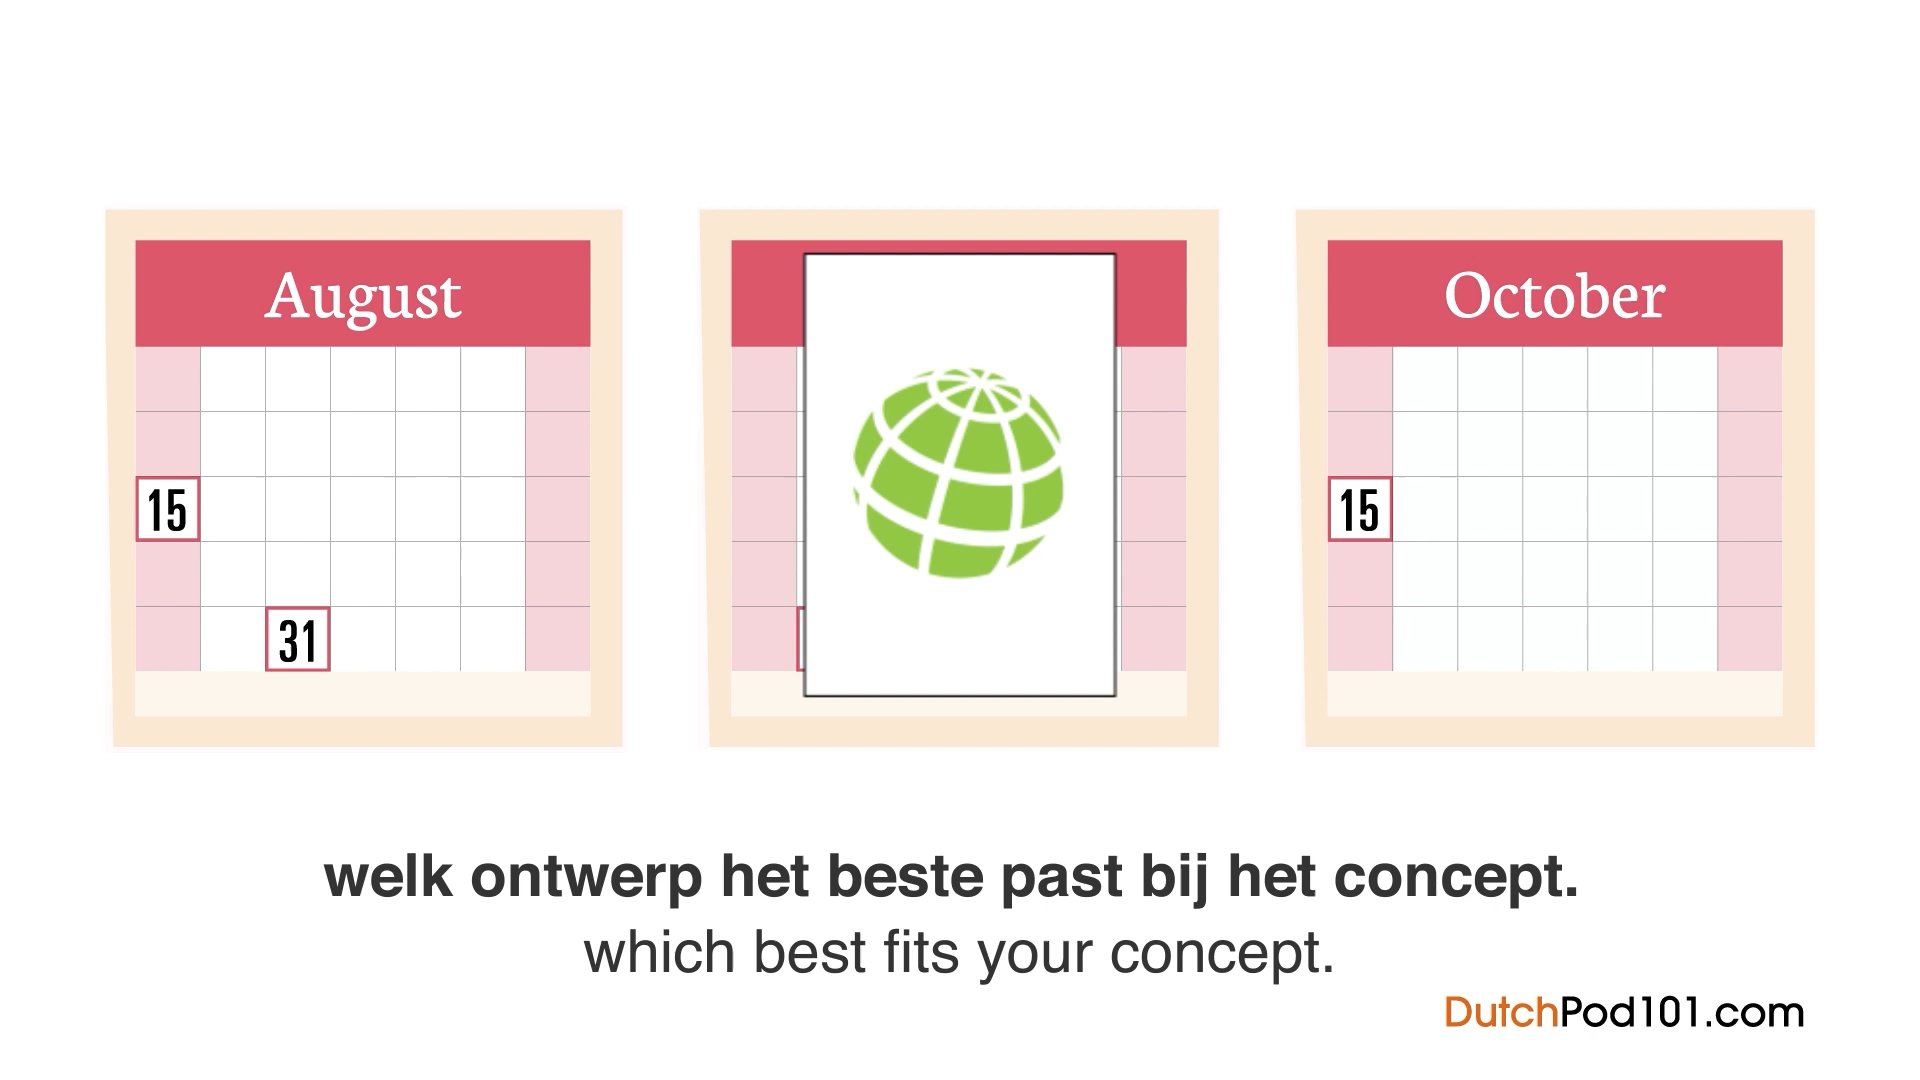 August
October
15
15
31
welk ontwerp het beste past bij het concept.
which best fits your concept.
DutchPod101.com